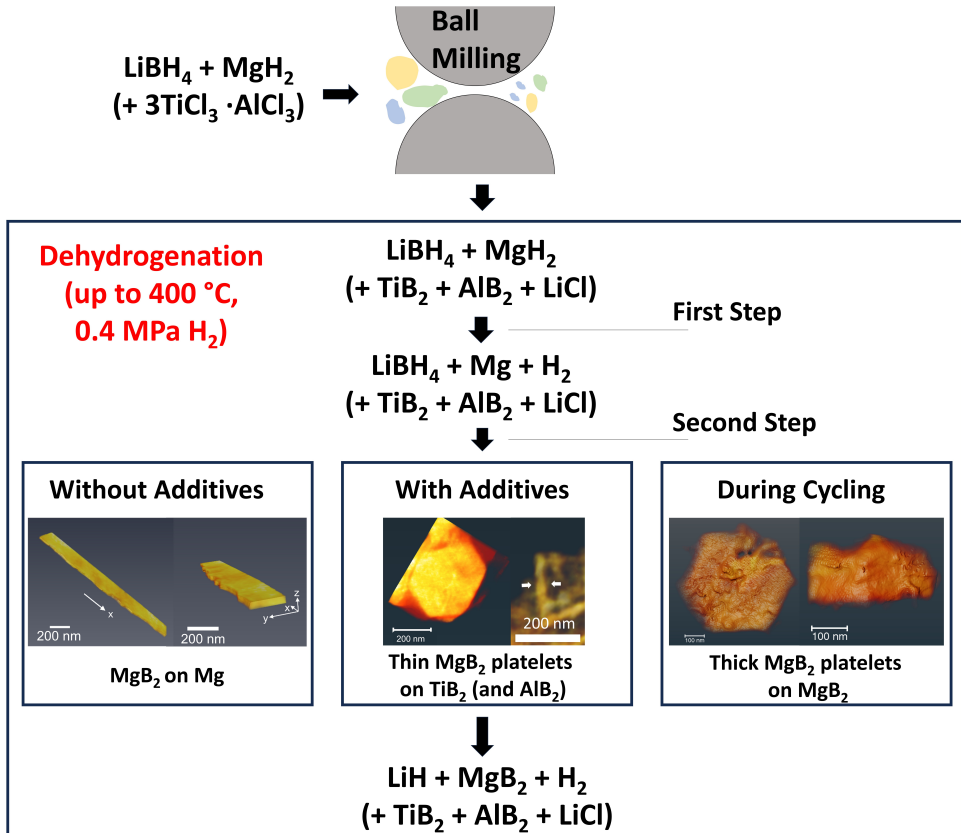 Ball
Milling
LiBH₄ + MgH₂
(+ 3TiCl₃ ·AlCl₃)
Dehydrogenation
(up to 400 °C,
0.4 MPa H₂)
LiBH₄ + MgH₂
(+ TiB₂ + AlB₂ + LiCl)
First Step
LiBH₄ + Mg + H₂
(+ TiB₂ + AlB₂ + LiCl)
Second Step
Without Additives
x
200 nm
z
x
y
200 nm
MgB₂ on Mg
With Additives
200 nm
200 nm
Thin MgB₂ platelets
on TiB₂ (and AlB₂)
During Cycling
100 nm
100 nm
Thick MgB₂ platelets
on MgB₂
LiH + MgB₂ + H₂
(+ TiB₂ + AlB₂ + LiCl)